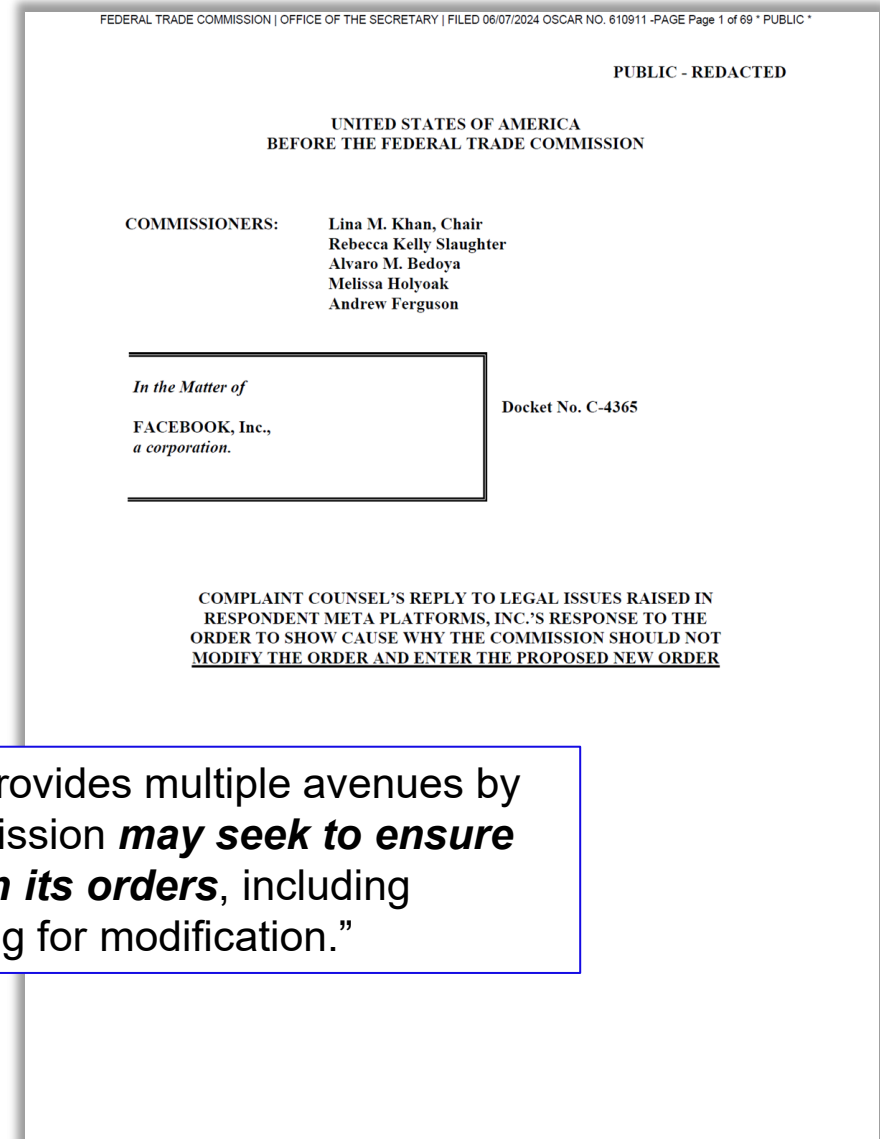 FEDERAL TRADE COMMISSION | OFFICE OF THE SECRETARY | FILED 06/07/2024 OSCAR NO. 610911 -PAGE Page 1 of 69 * PUBLIC *
PUBLIC - REDACTED
UNITED STATES OF AMERICA
BEFORE THE FEDERAL TRADE COMMISSION
COMMISSIONERS: Lina M. Khan, Chair
Rebecca Kelly Slaughter
Alvaro M. Bedoya
Melissa Holyoak
Andrew Ferguson
In the Matter of
FACEBOOK, Inc.,
a corporation.
Docket No. C-4365
COMPLAINT COUNSEL’S REPLY TO LEGAL ISSUES RAISED IN
RESPONDENT META PLATFORMS, INC.’S RESPONSE TO THE
ORDER TO SHOW CAUSE WHY THE COMMISSION SHOULD NOT
MODIFY THE ORDER AND ENTER THE PROPOSED NEW ORDER
multiple avenues by
may seek to ensure
its orders, including
for modification.”